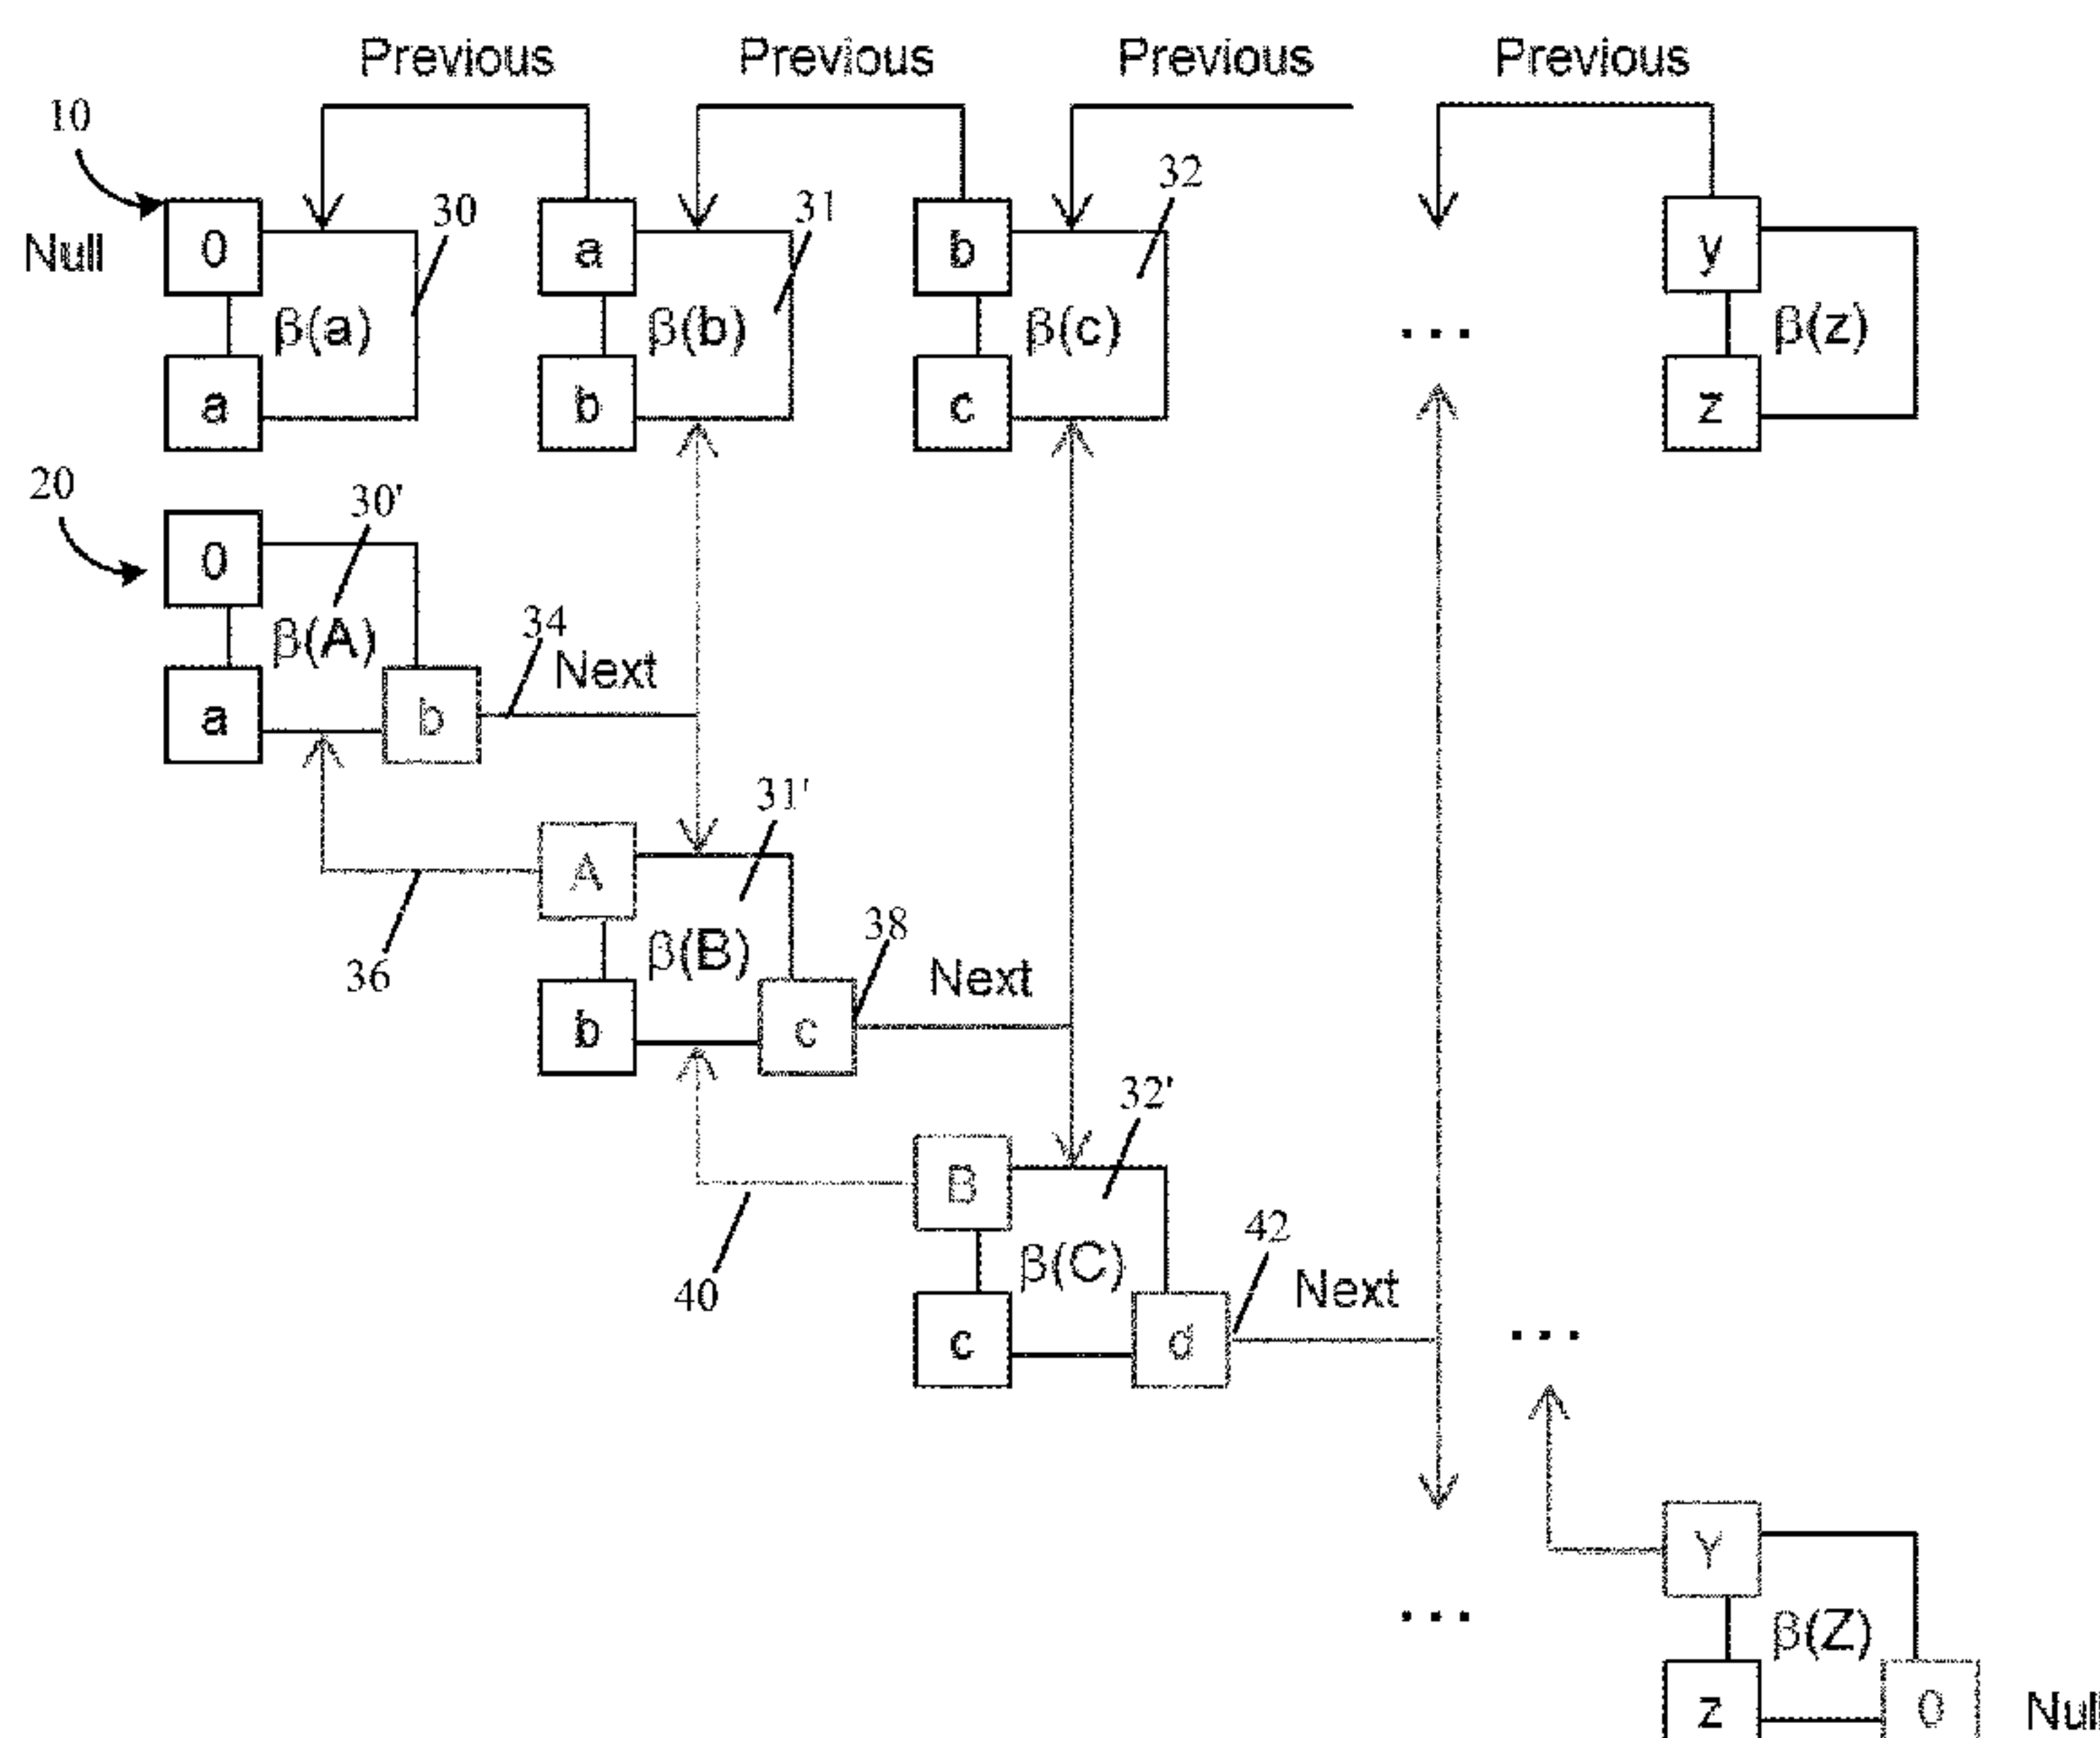 Previous Previous Previous Previous
10
32
30 31
Null 0 a b y
β(a) β(b) β(c) ... β(z)
a b c z
20 30'
0
34
β(A) Next
a b
31'
A
38
36 β(B) Next
b c
32'
B
42
40 β(C) Next
c d ...
Y
... β(Z)
z 0 Null